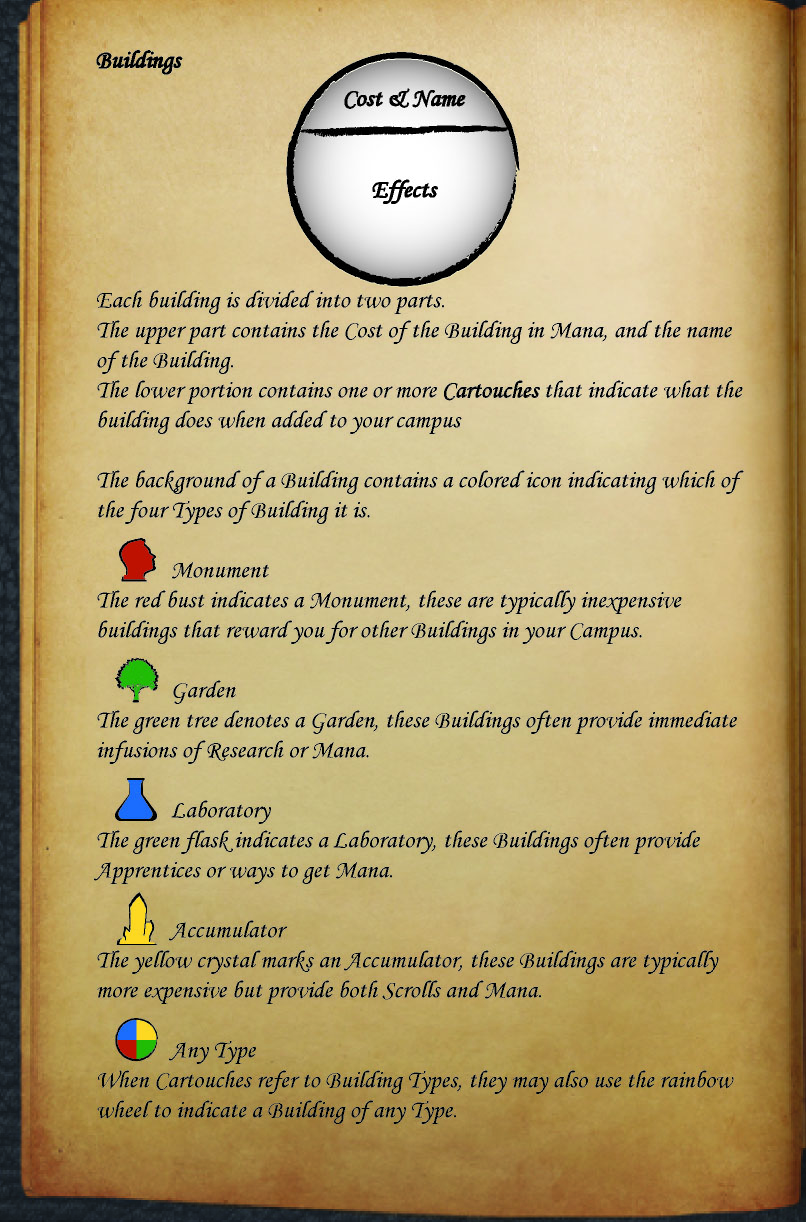 Buildings
Cost & Name
Effects
Each building is divided into two parts.
The upper part contains the Cost of the Building in Mana, and the name
of the Building.
The lower portion contains one or more Cartouches that indicate what the
building does when added to your campus
The background of a Building contains a colored icon indicating which of
the four Types of Building it is.
Monument
The red bust indicates a Monument, these are typically inexpensive
buildings that reward you for other Buildings in your Campus.
Garden
The green tree denotes a Garden, these Buildings often provide immediate
infusions of Research or Mana.
Laboratory
The green flask indicates a Laboratory, these Buildings often provide
Apprentices or ways to get Mana.
Accumulator
The yellow crystal marks an Accumulator, these Buildings are typically
more expensive but provide both Scrolls and Mana.
Any Type
When Cartouches refer to Building Types, they may also use the rainbow
wheel to indicate a Building of any Type.